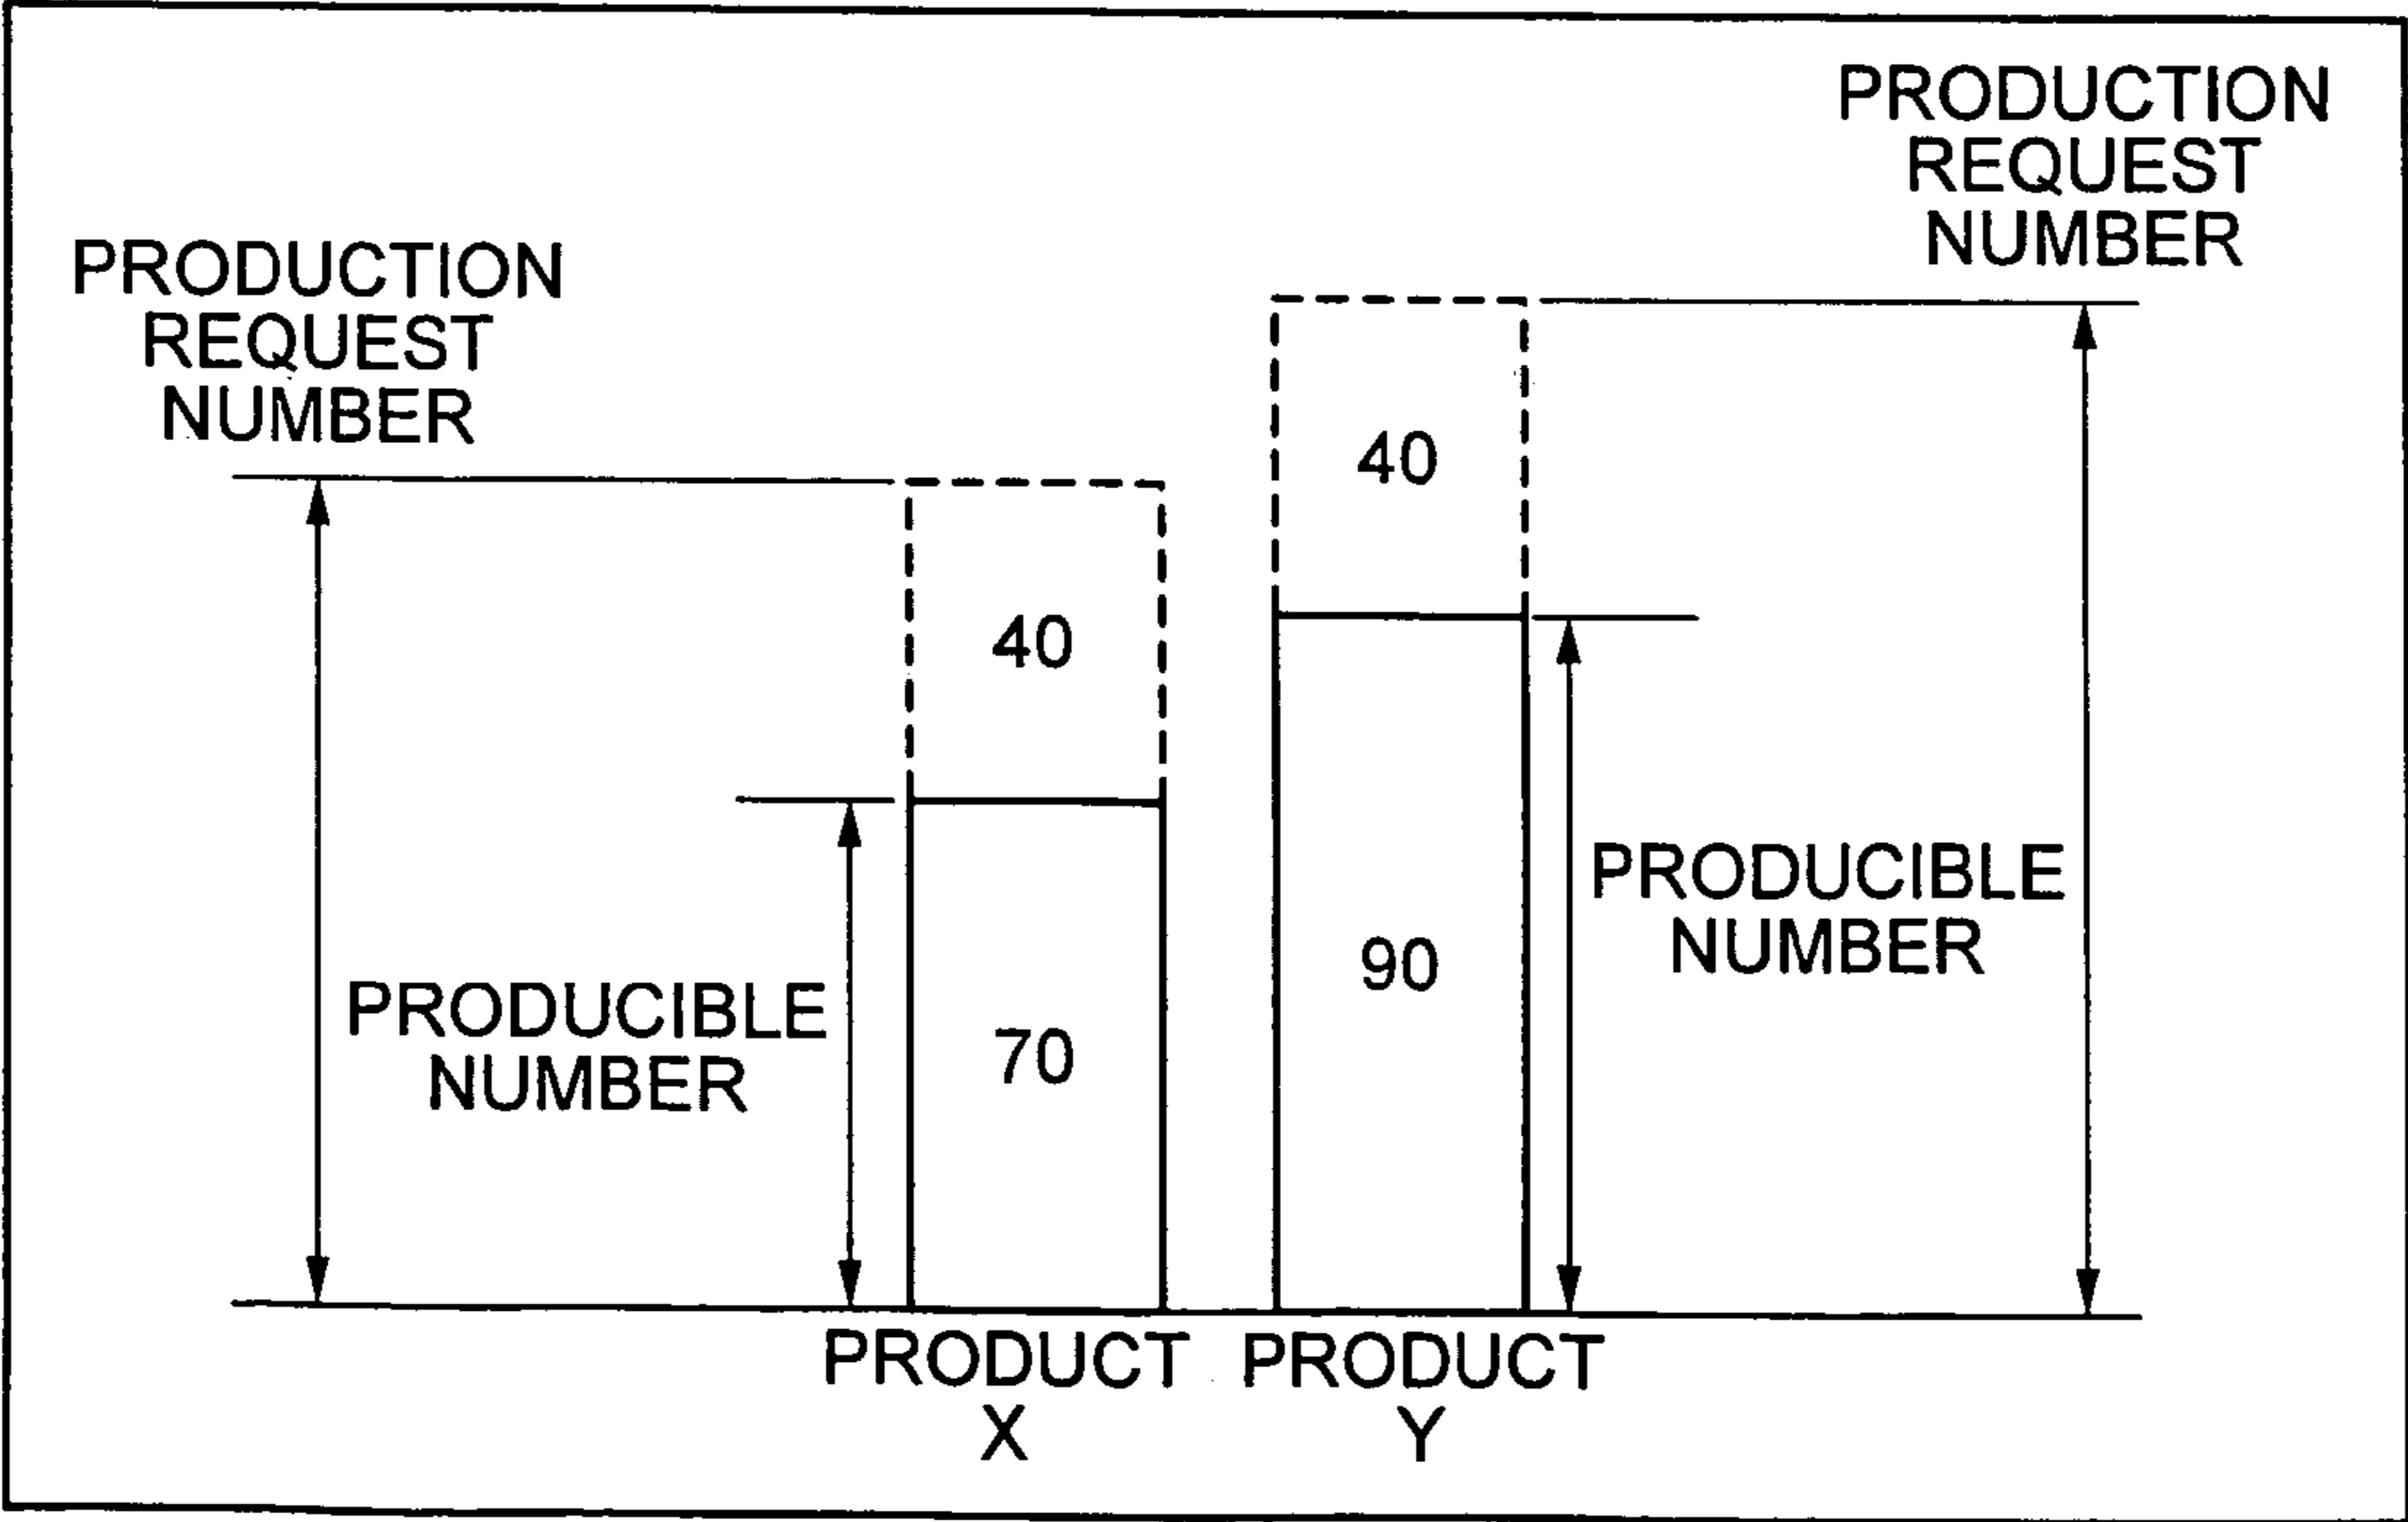 PRODUCTION
REQUEST
NUMBER
PRODUCTION
REQUEST
NUMBER
40
40
PRODUCIBLE
NUMBER
90
PRODUCIBLE
NUMBER
70
PRODUCT
X
PRODUCT
Y